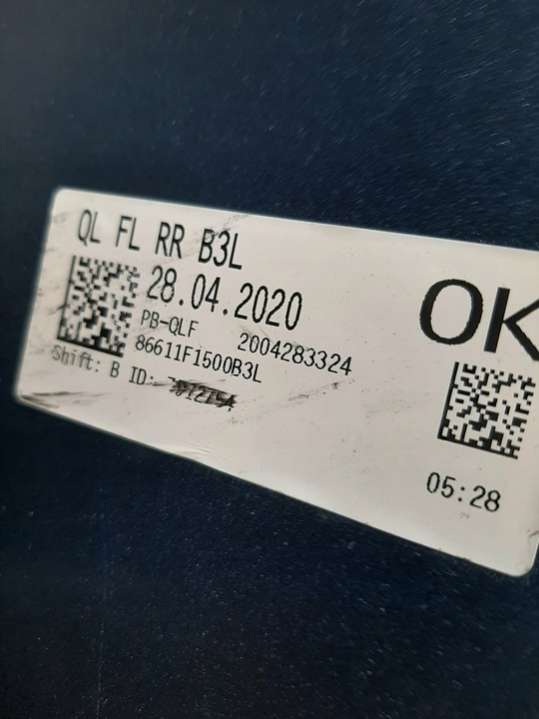 QL FL RR B3L
28.04.2020
OK
PB-QLF 2004283324
86611F1500B3L
Shift: B ID:
05:28